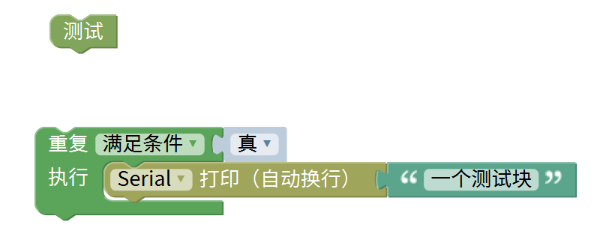 测试
重复 满足条件 真
执行 Serial 打印（自动换行） “ 一个测试块 ”